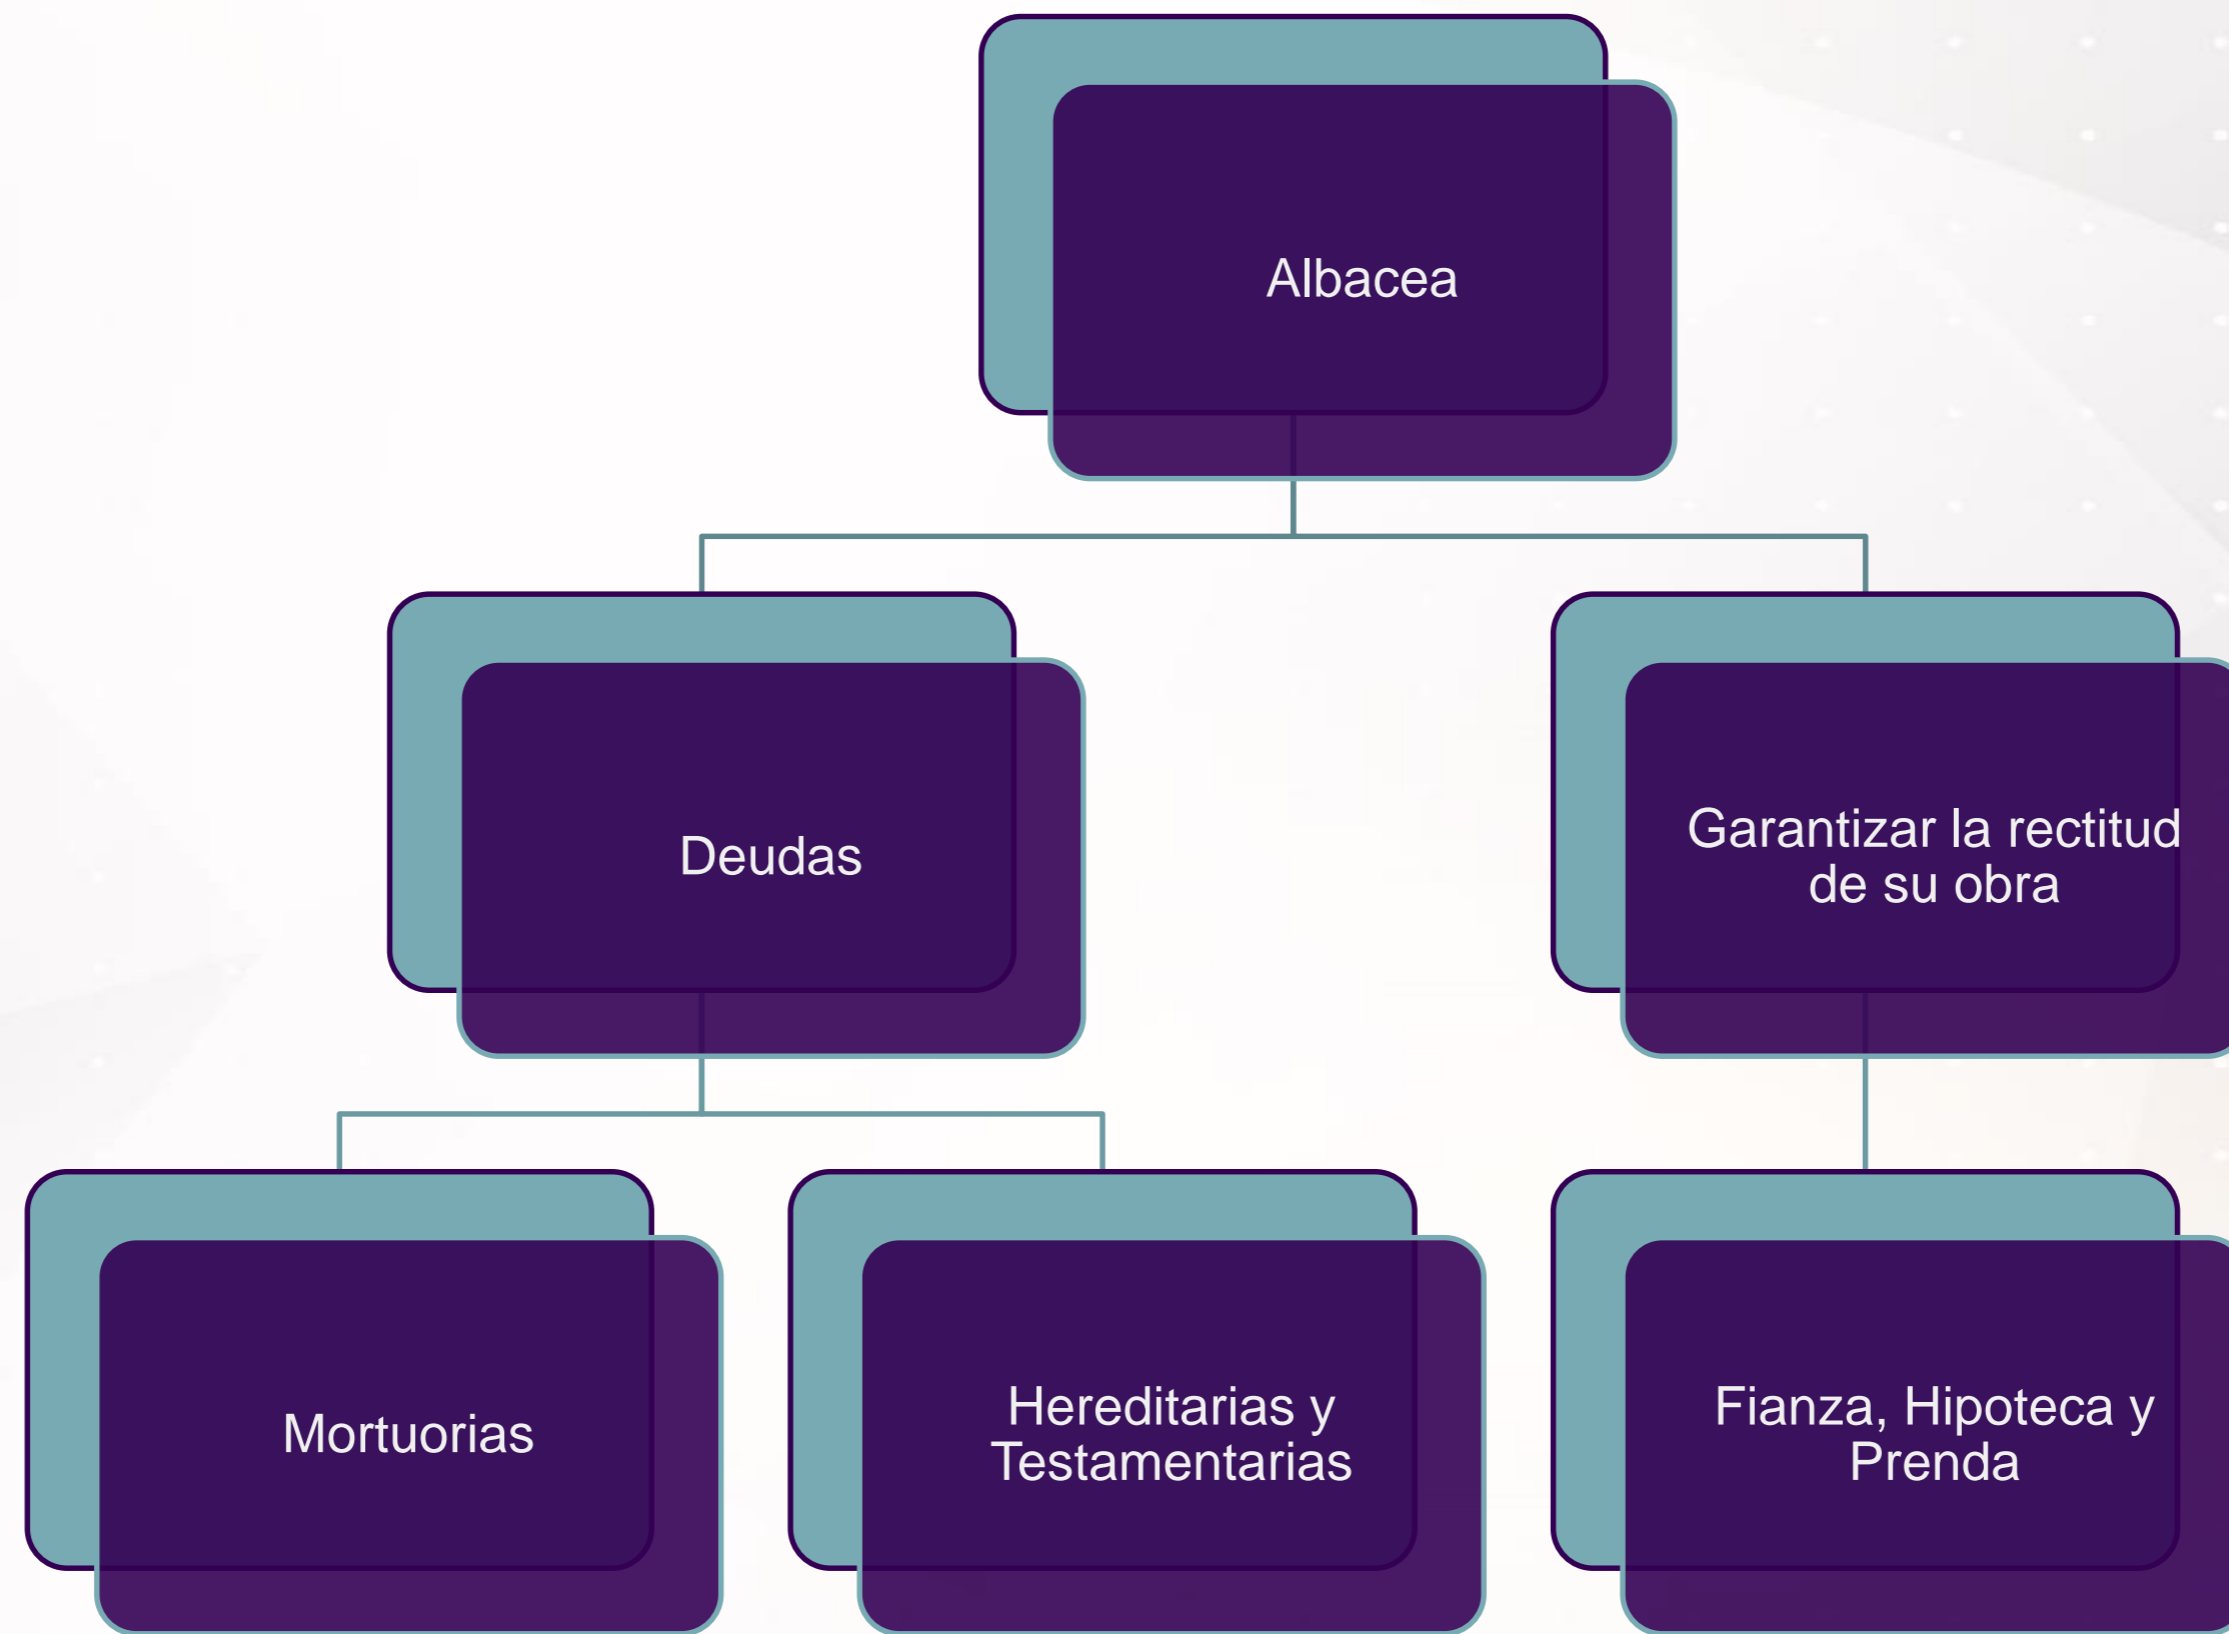 Albacea
Deudas
Garantizar la rectitud
de su obra
Mortuorias
Hereditarias y
Testamentarias
Fianza, Hipoteca y
Prenda